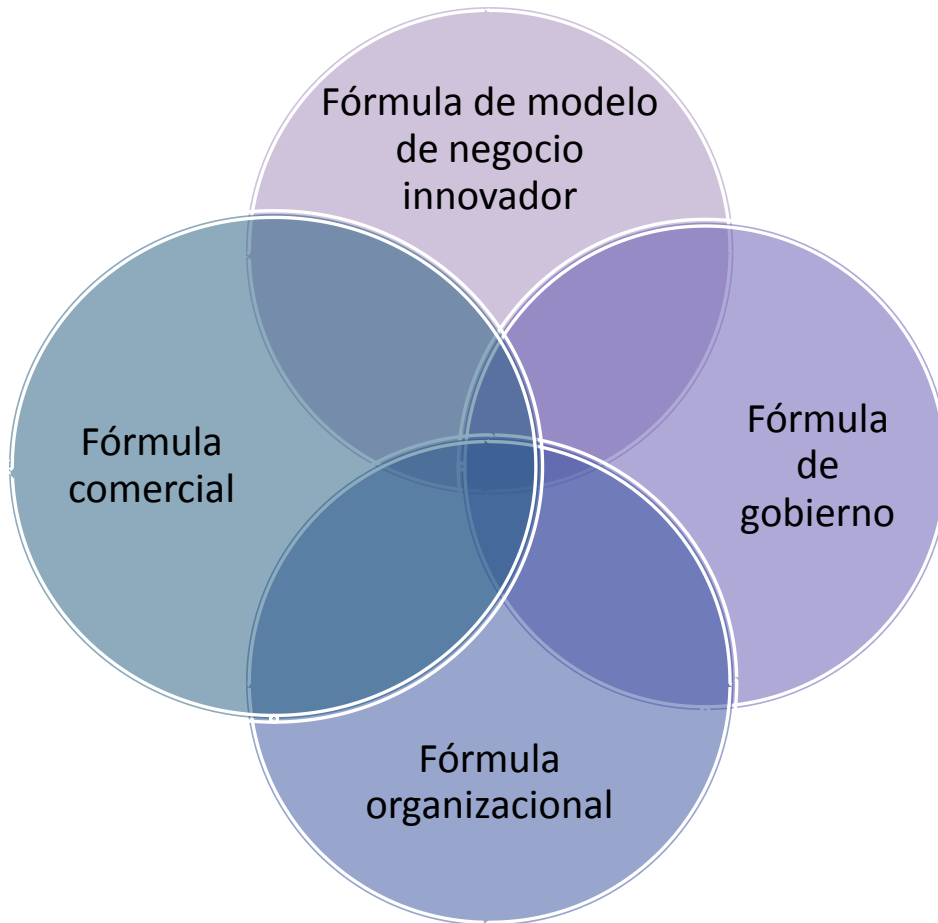 Fórmula de modelo
de negocio
innovador
Fórmula
comercial
Fórmula
de
gobierno
Fórmula
organizacional